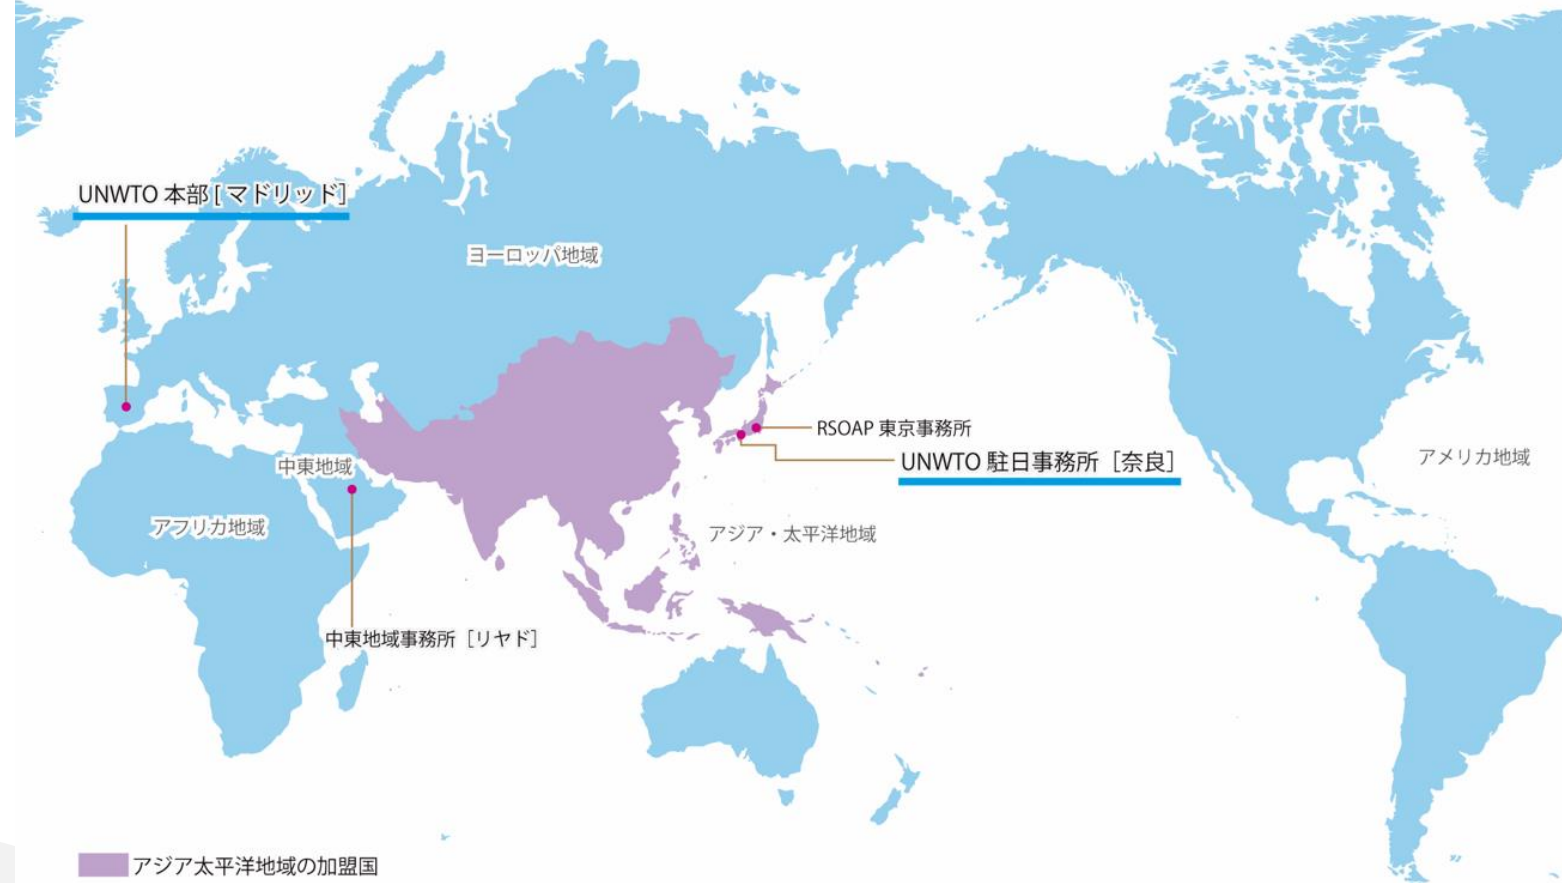 UNWTO 本部[マドリッド]
ヨーロッパ地域
RSOAP 東京事務所
UNWTO 駐日事務所［奈良］
アメリカ地域
中東地域
アフリカ地域
アジア・太平洋地域
中東地域事務所［リヤド］
アジア太平洋地域の加盟国